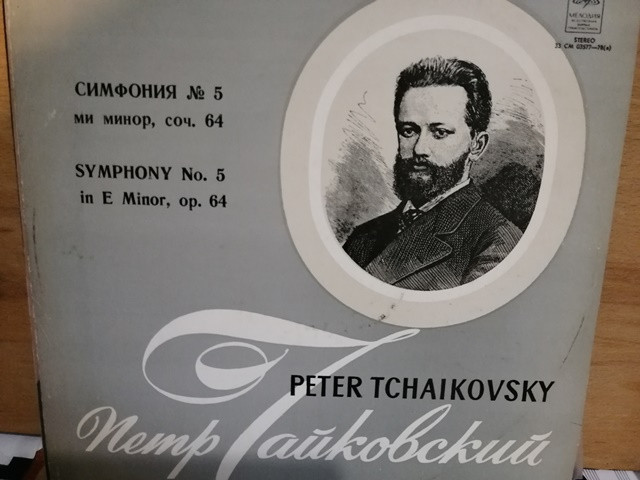 МЕЛОДИЯ
STEREO
СИМФОНИЯ № 5
ми минор, соч. 64
SYMPHONY No. 5
in E Minor, op. 64
PETER TCHAIKOVSKY
Петр Чайковский